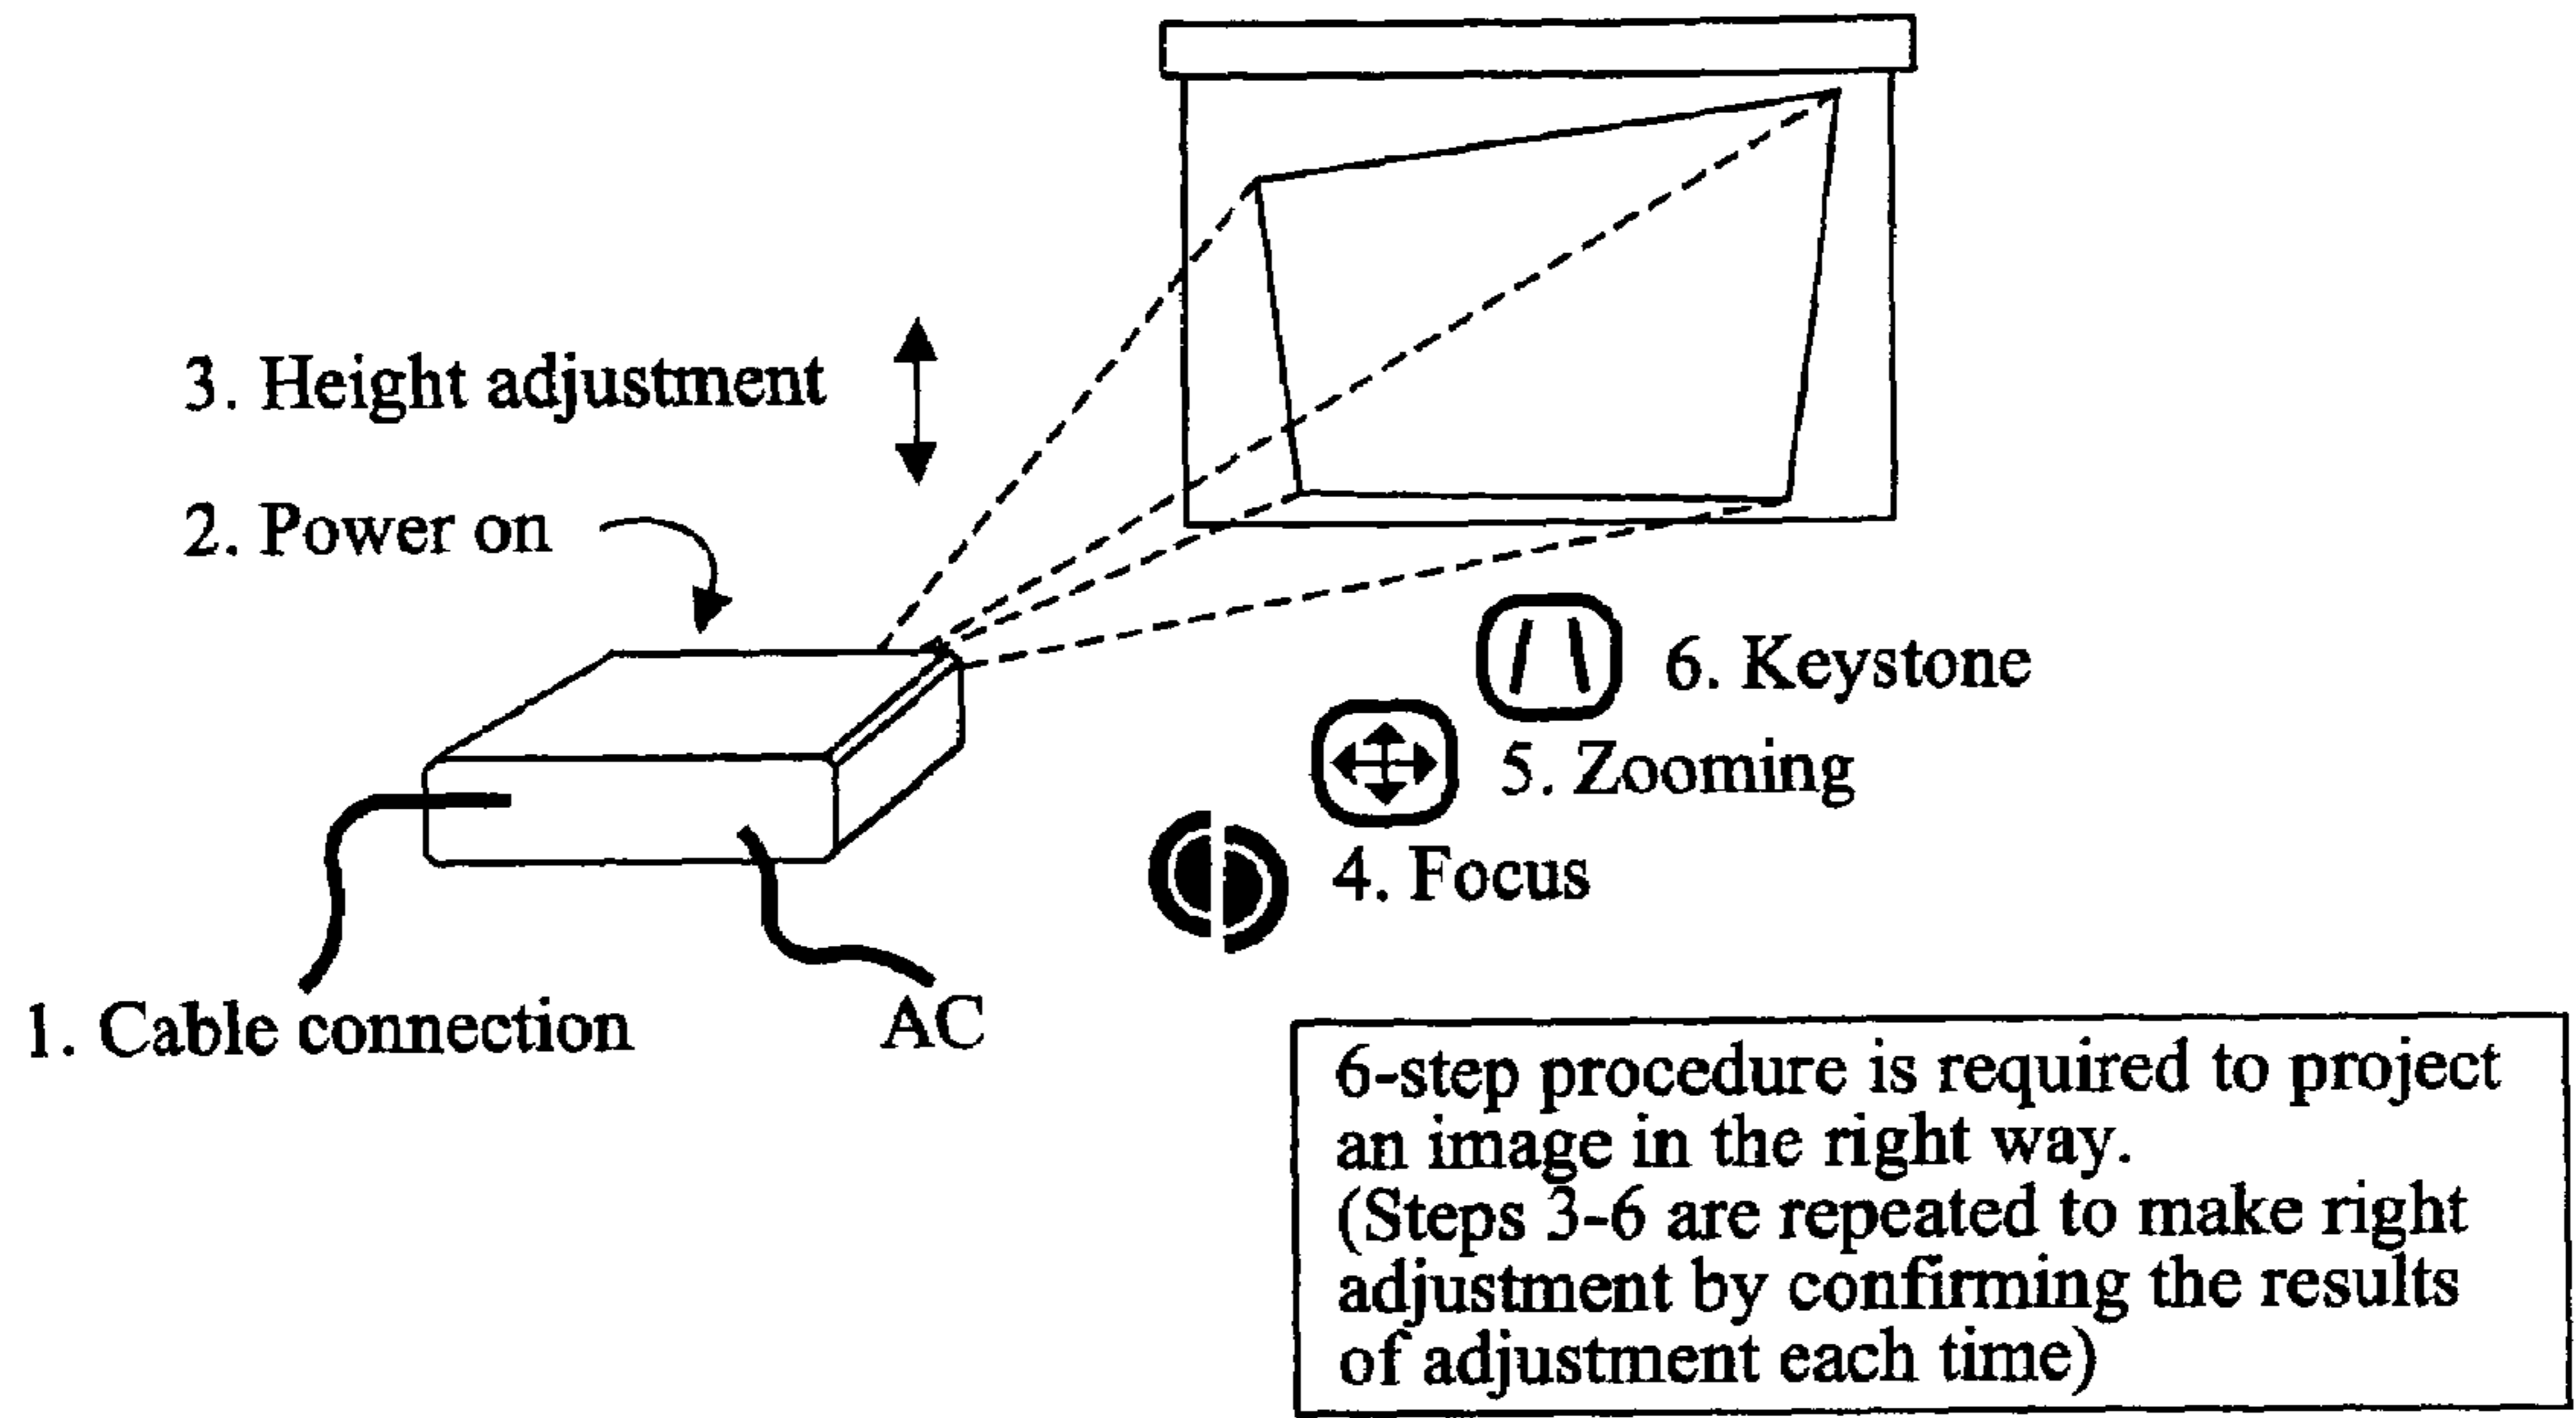 3. Height adjustment
2. Power on
6. Keystone
5. Zooming
4. Focus
1. Cable connection
AC
6-step procedure is required to project
an image in the right way.
(Steps 3-6 are repeated to make right
adjustment by confirming the results
of adjustment each time)